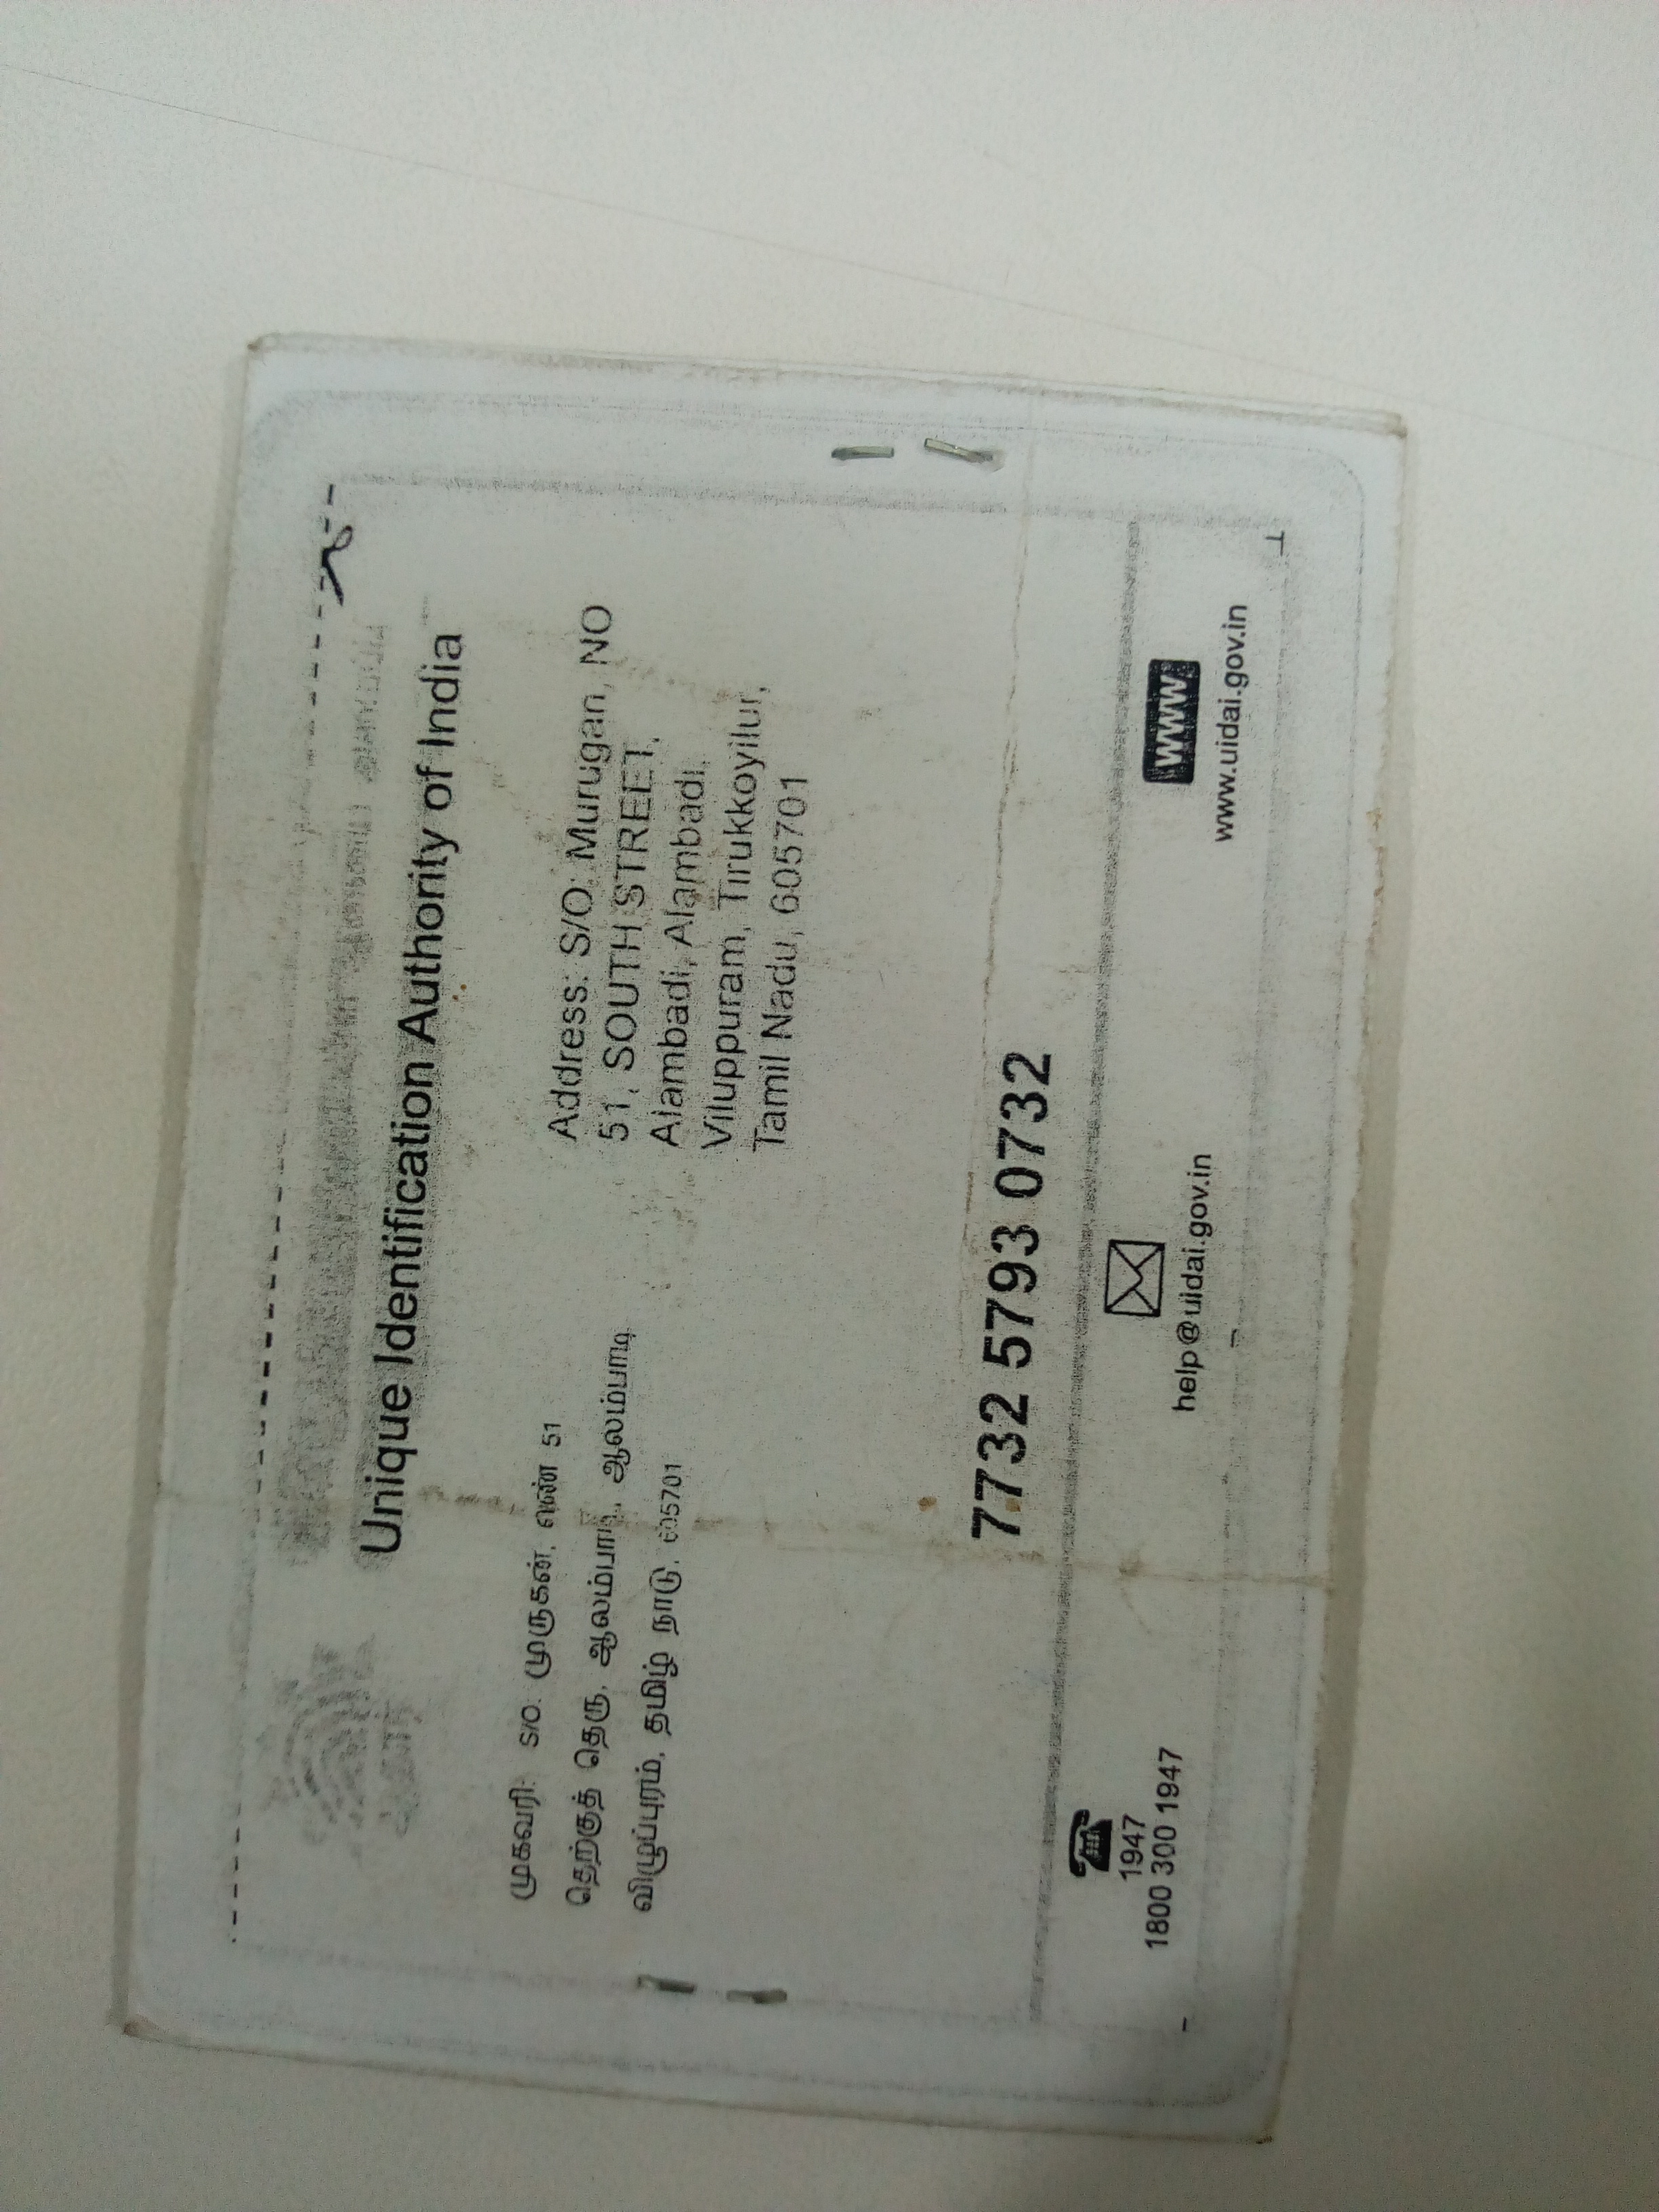 Unique Identification Authority of India
முகவரி: S/O. முருகன், எண் 51
தெற்குத் தெரு, ஆலம்பாடி, ஆலம்பாடி
விழுப்புரம், தமிழ் நாடு, 605701
Address: S/O: Murugan, NO
51, SOUTH STREET,
Alambadi, Alambadi,
Viluppuram, Tirukkoyilur,
Tamil Nadu, 605701
7732 5793 0732
1947
1800 300 1947
help@uidai.gov.in
www
www.uidai.gov.in